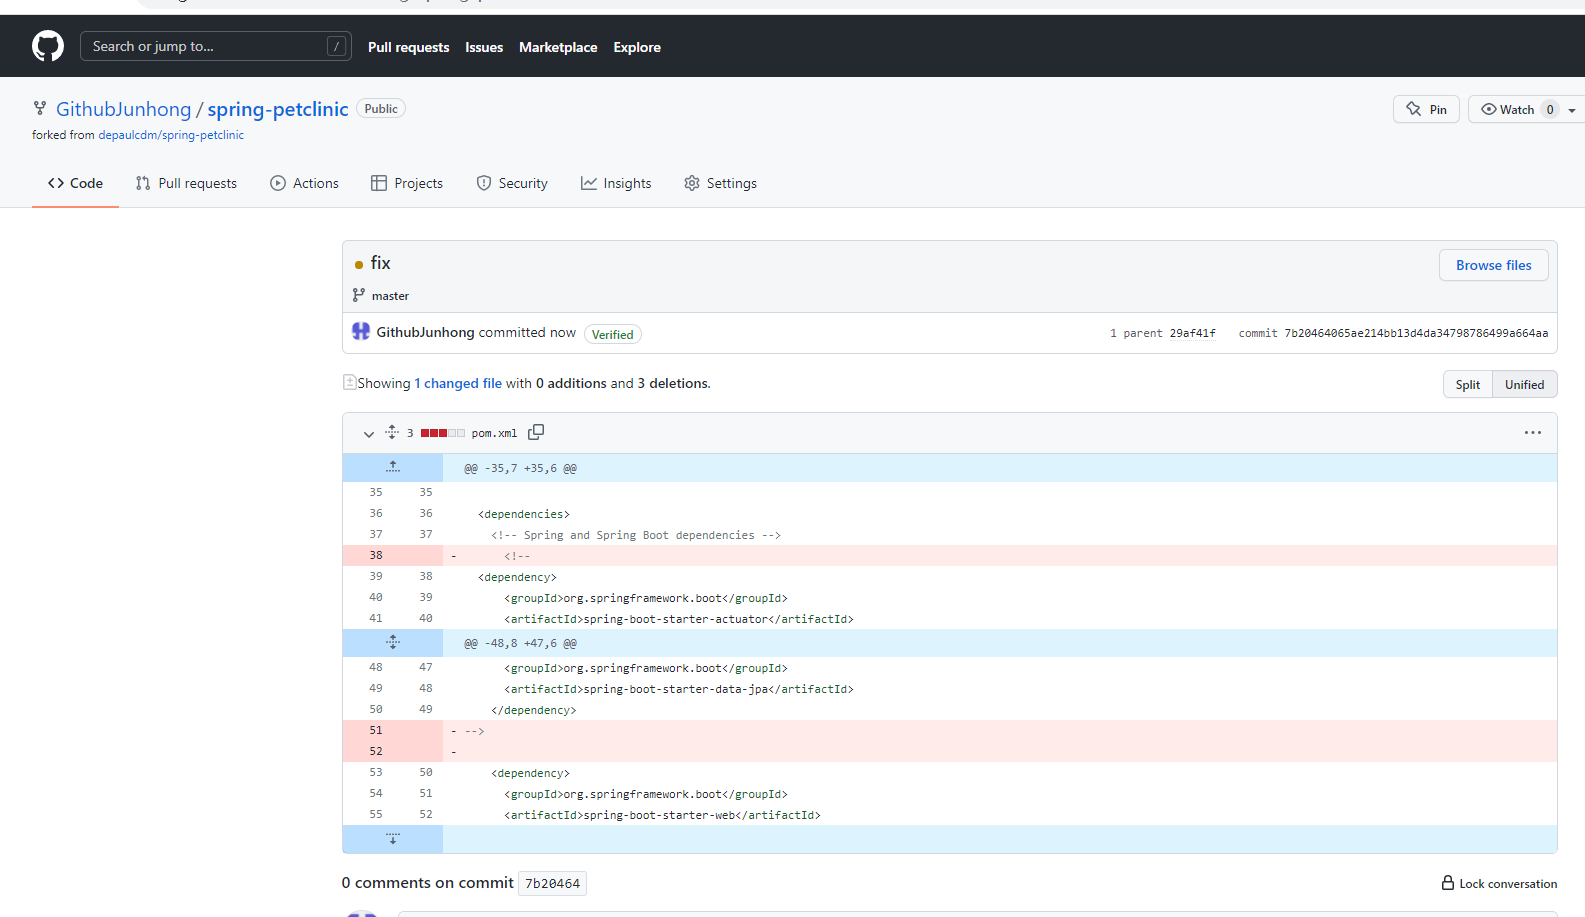 Search or jump to... / Pull requests Issues Marketplace Explore
GithubJunhong / spring-petclinic Public Pin Watch 0
forked from depaulcdm/spring-petclinic
Code Pull requests Actions Projects Security Insights Settings
fix Browse files
master
GithubJunhong committed now Verified 1 parent 29af41f commit 7b20464065ae214bb13d4da34798786499a664aa
Showing 1 changed file with 0 additions and 3 deletions. Split Unified
3 pom.xml
@@ -35,7 +35,6 @@
35 35
36 36 <dependencies>
37 37 <!-- Spring and Spring Boot dependencies -->
38 - <!--
39 38 <dependency>
40 39 <groupId>org.springframework.boot</groupId>
41 40 <artifactId>spring-boot-starter-actuator</artifactId>
@@ -48,8 +47,6 @@
48 47 <groupId>org.springframework.boot</groupId>
49 48 <artifactId>spring-boot-starter-data-jpa</artifactId>
50 49 </dependency>
51 - -->
52 -
53 50 <dependency>
54 51 <groupId>org.springframework.boot</groupId>
55 52 <artifactId>spring-boot-starter-web</artifactId>
0 comments on commit 7b20464 Lock conversation